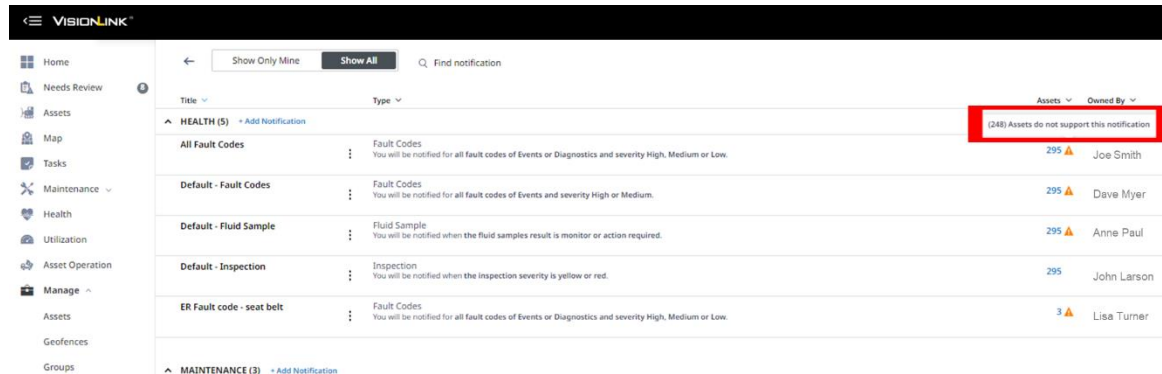 VISIONLINK
Home
Needs Review
Assets
Map
Tasks
Maintenance
Health
Utilization
Asset Operation
Manage
Assets
Geofences
Groups
Show Only Mine Show All Find notification
Title Type Assets Owned By
HEALTH (5) + Add Notification (248) Assets do not support this notification
All Fault Codes Fault Codes 295 Joe Smith
You will be notified for all fault codes of Events or Diagnostics and severity High, Medium or Low.
Default - Fault Codes Fault Codes 295 Dave Myer
You will be notified for all fault codes of Events and severity High or Medium.
Default - Fluid Sample Fluid Sample 295 Anne Paul
You will be notified when the fluid samples result is monitor or action required.
Default - Inspection Inspection 295 John Larson
You will be notified when the inspection severity is yellow or red.
ER Fault code - seat belt Fault Codes 3 Lisa Turner
You will be notified for all fault codes of Events or Diagnostics and severity High, Medium or Low.
MAINTENANCE (3) + Add Notification